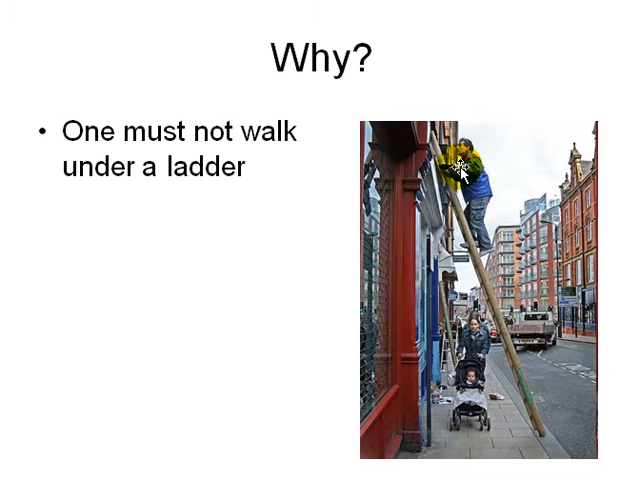 Why?
• One must not walk
under a ladder